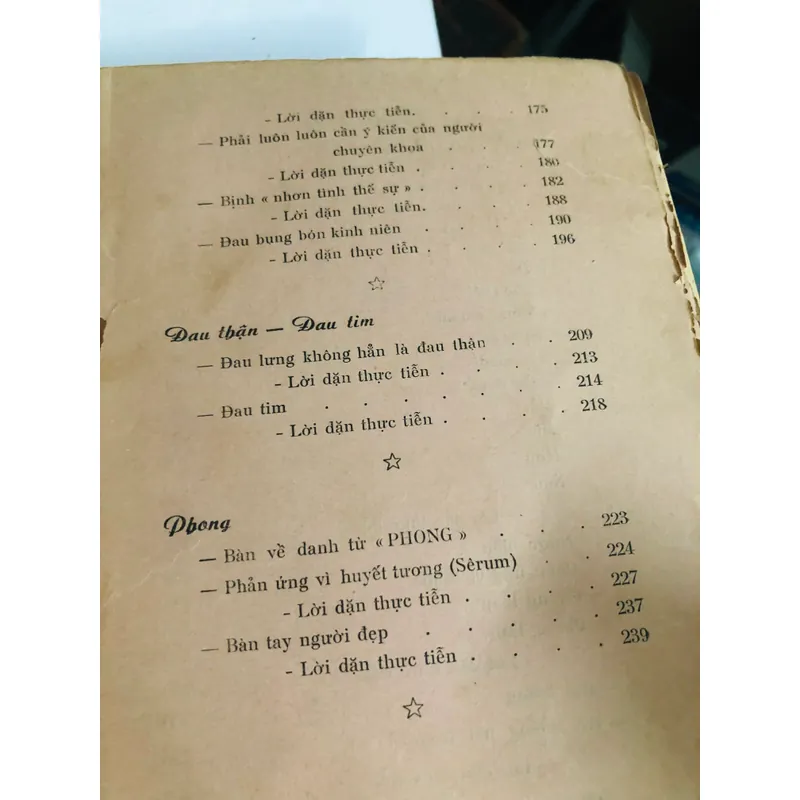 - Lời dặn thực tiễn. . . . 175
— Phải luôn luôn cần ý kiến của người
chuyên khoa . . . 177
- Lời dặn thực tiễn . . . . 180
— Bịnh « nhơn tình thế sự » . . . . 182
- Lời dặn thực tiễn. . . . 188
— Đau bụng bón kinh niên . . . . 190
- Lời dặn thực tiễn . . . . 196
☆
Đau thận — Đau tim
— Đau lưng không hẳn là đau thận . . 209
- Lời dặn thực tiễn . . . . 213
— Đau tim . . . . . . . 214
- Lời dặn thực tiễn . . . . 218
☆
Phong
— Bàn về danh từ « PHONG » . . . . 223
— Phản ứng vì huyết tương (Sêrum) . . 224
- Lời dặn thực tiễn . . . . 227
— Bàn tay người đẹp . . . . . 237
- Lời dặn thực tiễn . . . . 239
☆